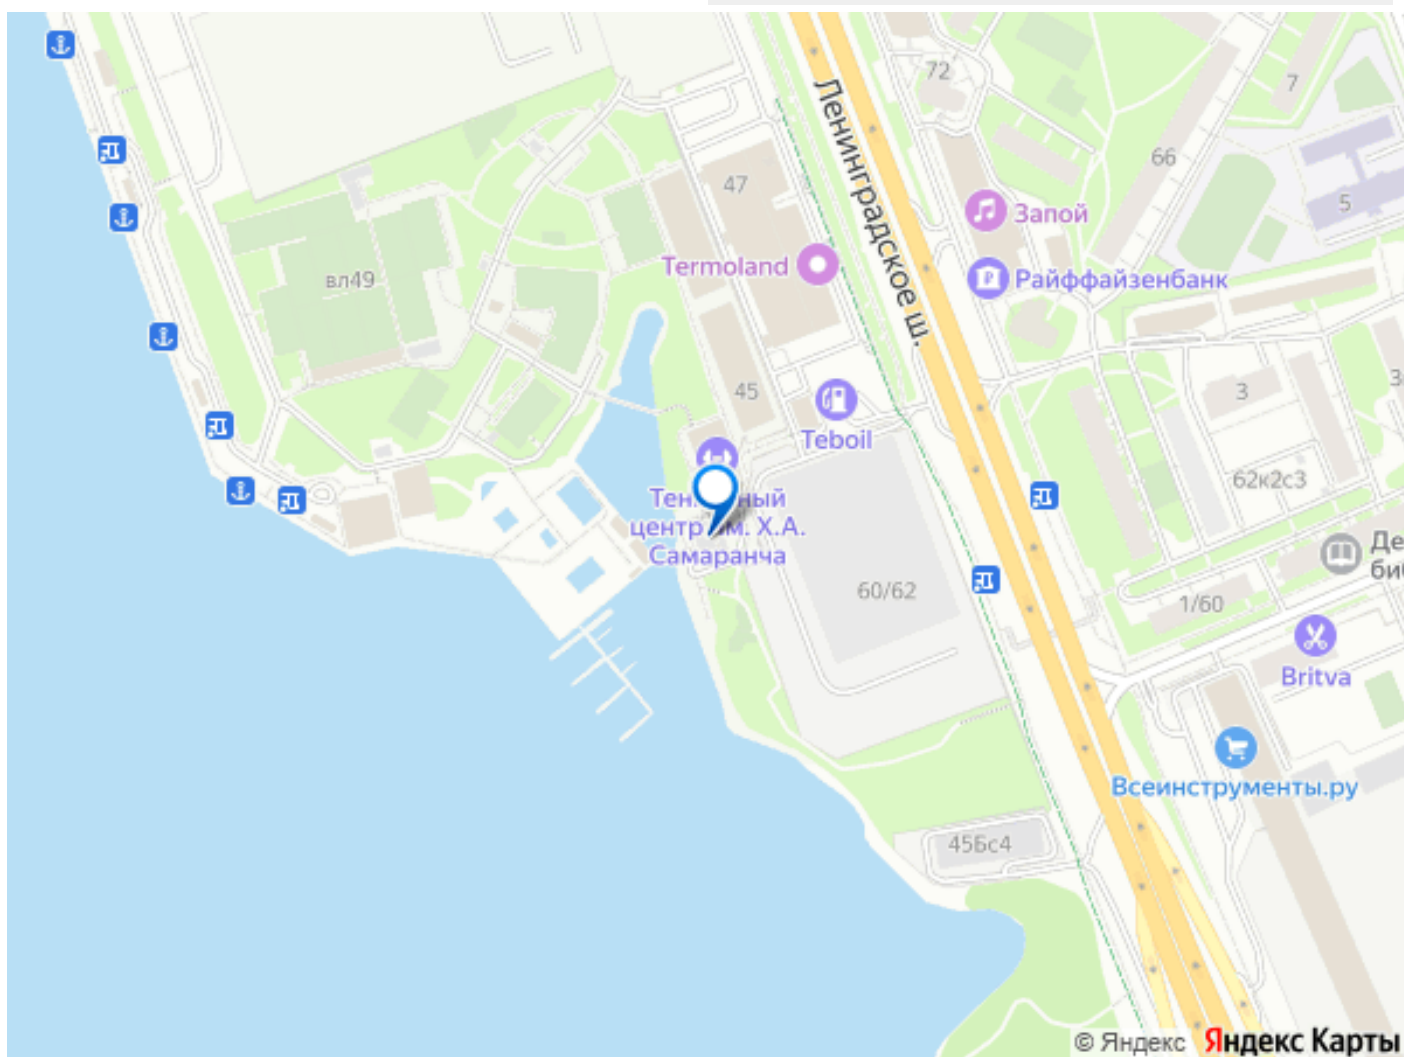 72
7
Ленинградское ш.
66
47
5
Запой
Termoland
вл49
Райффайзенбанк
45
3
Teboil
62к2с3
центр
Х.А.
Самаранча
60/62
1/60
Britva
Всеинструменты.ру
45Бс4
© Яндекс Яндекс Карты